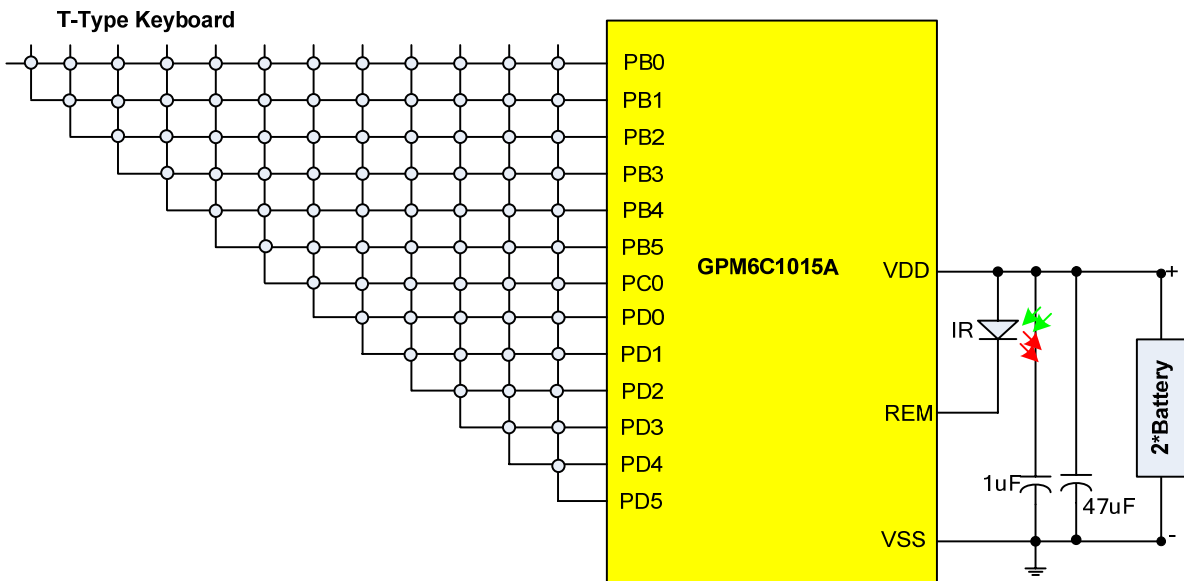 T-Type Keyboard
PB0
PB1
PB2
PB3
PB4
PB5
PC0
PD0
PD1
PD2
PD3
PD4
PD5
GPM6C1015A
VDD
REM
VSS
IR
1uF
47uF
+
2*Battery
-